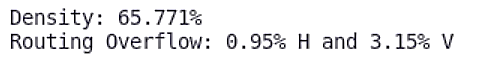 Density: 65.771%
Routing Overflow: 0.95% H and 3.15% V